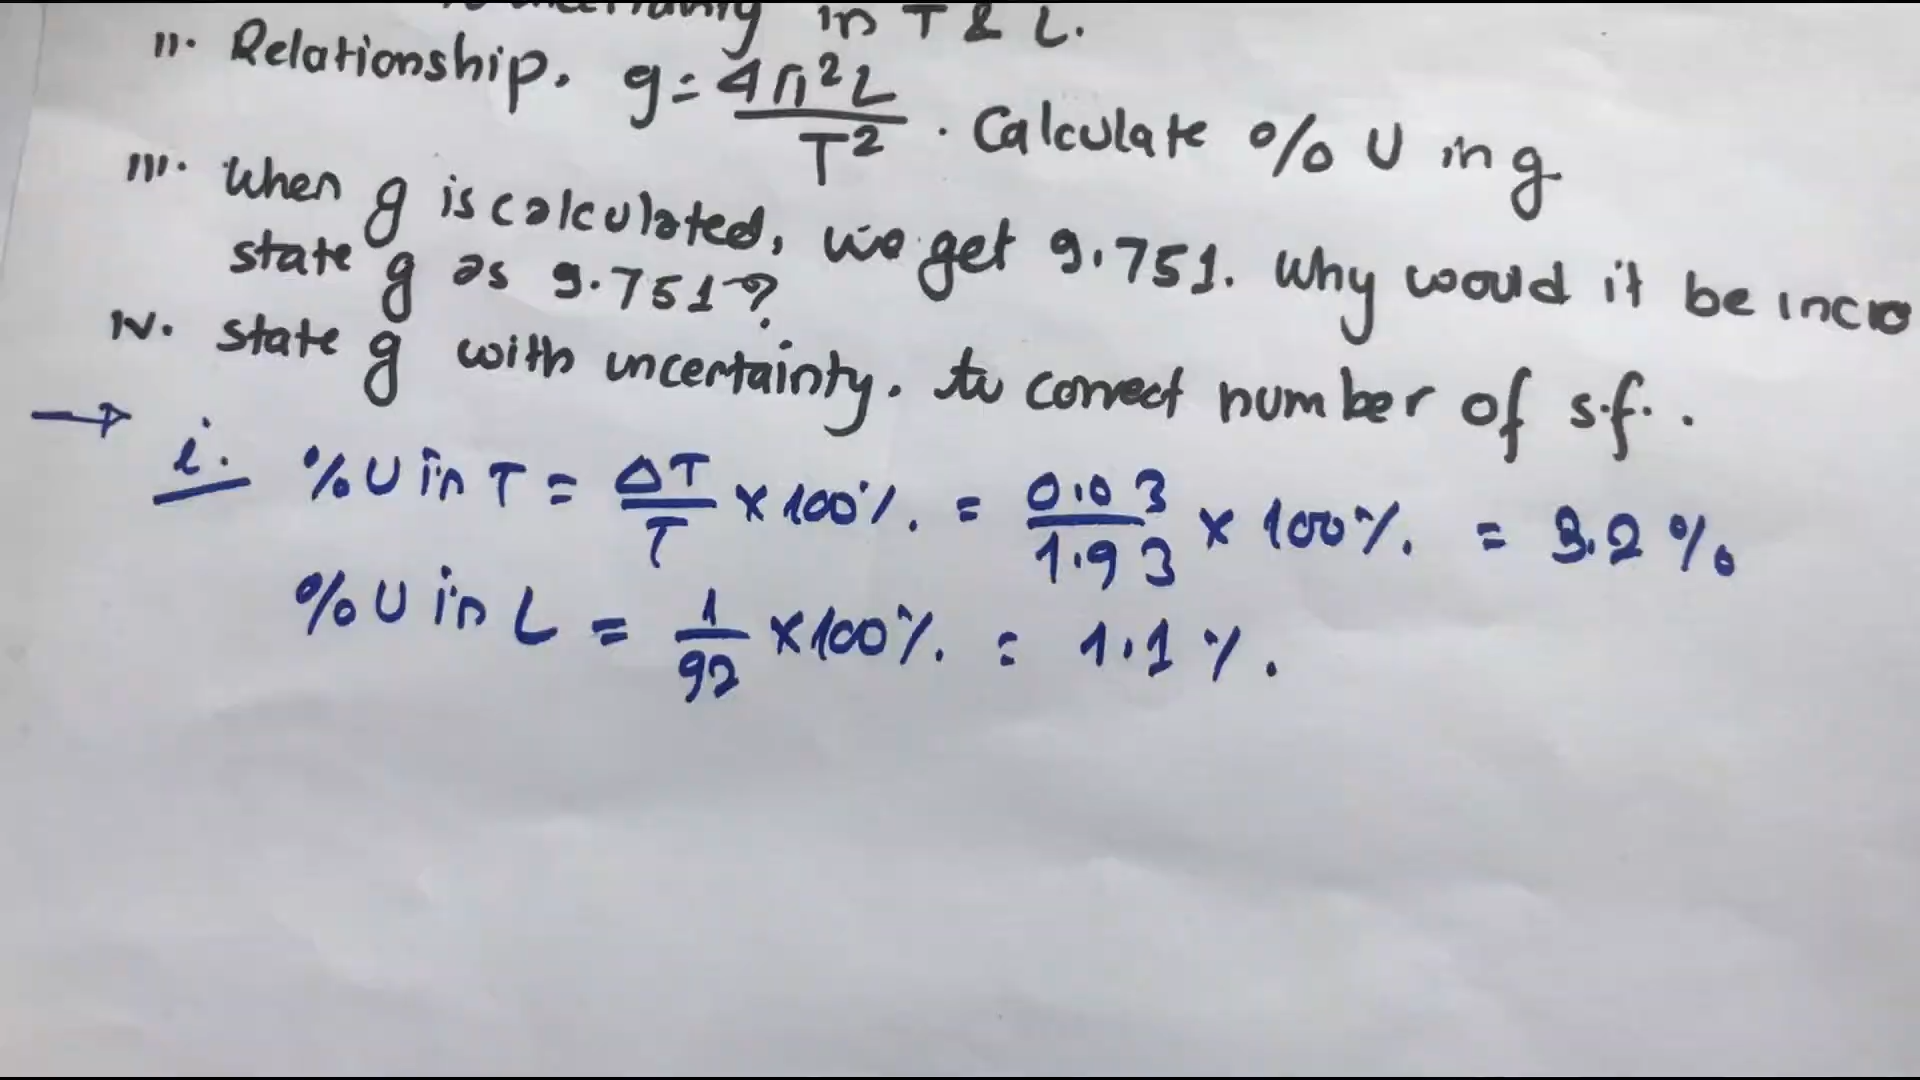 in T & L.
ii. Relationship. g = 4π²L / T² . Calculate % U in g
iii. When g is calculated, we get 9.751. Why would it be inco
state g as 9.751?
iv. state g with uncertainty. to correct number of s.f. .
→ i. % U in T = ΔT / T × 100%. = 0.03 / 1.93 × 100%. = 3.2 %
% U in L = 1 / 92 × 100%. = 1.1 %.